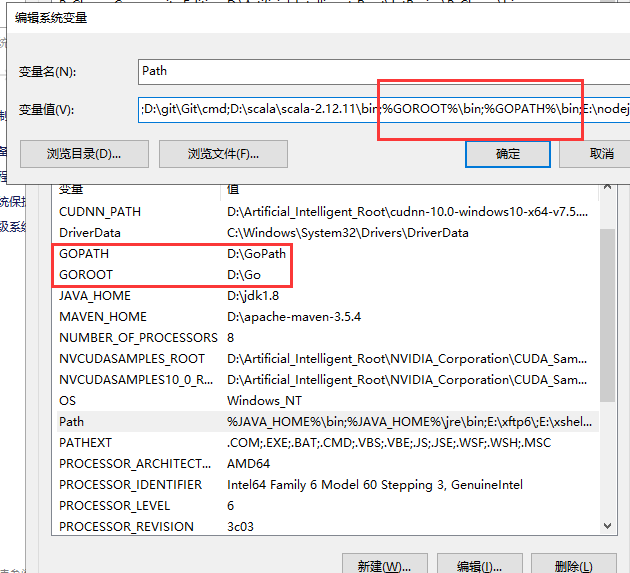 编辑系统变量
变量名(N):
Path
变量值(V):
;D:\git\Git\cmd;D:\scala\scala-2.12.11\bin;%GOROOT%\bin;%GOPATH%\bin;E:\nodej
浏览目录(D)...
浏览文件(F)...
确定
取消
变量
值
CUDNN_PATH
D:\Artificial_Intelligent_Root\cudnn-10.0-windows10-x64-v7.5....
DriverData
C:\Windows\System32\Drivers\DriverData
GOPATH
D:\GoPath
GOROOT
D:\Go
JAVA_HOME
D:\jdk1.8
MAVEN_HOME
D:\apache-maven-3.5.4
NUMBER_OF_PROCESSORS
8
NVCUDASAMPLES_ROOT
D:\Artificial_Intelligent_Root\NVIDIA_Corporation\CUDA_Sam...
NVCUDASAMPLES10_0_R...
D:\Artificial_Intelligent_Root\NVIDIA_Corporation\CUDA_Sam...
OS
Windows_NT
Path
%JAVA_HOME%\bin;%JAVA_HOME%\jre\bin;E:\xftp6\;E:\xshel...
PATHEXT
.COM;.EXE;.BAT;.CMD;.VBS;.VBE;.JS;.JSE;.WSF;.WSH;.MSC
PROCESSOR_ARCHITECT...
AMD64
PROCESSOR_IDENTIFIER
Intel64 Family 6 Model 60 Stepping 3, GenuineIntel
PROCESSOR_LEVEL
6
PROCESSOR_REVISION
3c03
新建(W)...
编辑(I)...
删除(L)